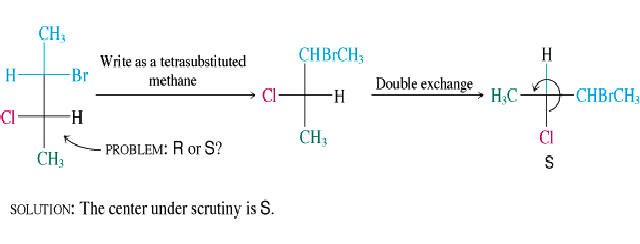 CH3
H Br
Cl H
CH3
PROBLEM: R or S?
Write as a tetrasubstituted
methane
CHBrCH3
Cl H
CH3
Double exchange
H
H3C CHBrCH3
Cl
S
SOLUTION: The center under scrutiny is S.